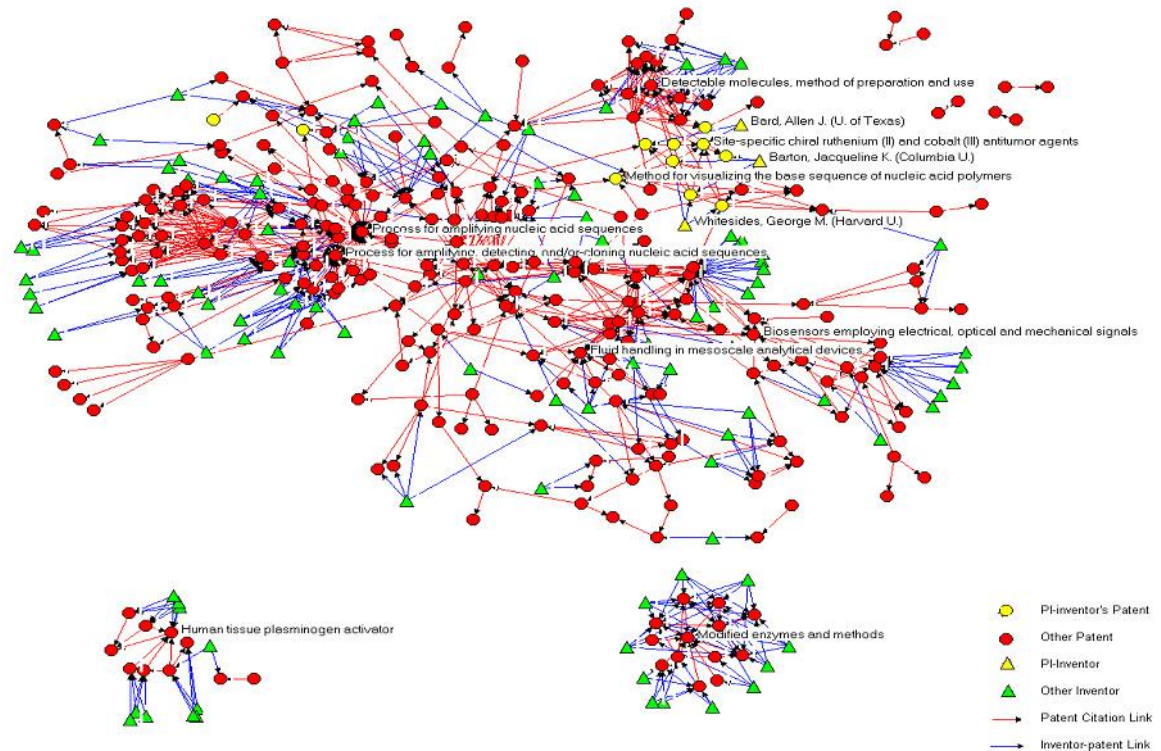 Detectable molecules, method of preparation and use
Bard, Allen J. (U. of Texas)
Site-specific chiral ruthenium (II) and cobalt (III) antitumor agents
Barton, Jacqueline K. (Columbia U.)
Method for visualizing the base sequence of nucleic acid polymers
Whitesides, George M. (Harvard U.)
Process for amplifying nucleic acid sequences
Process for amplifying, detecting, and/or-cloning nucleic acid sequences
Biosensors employing electrical, optical and mechanical signals
Fluid handling in mesoscale analytical devices
Human tissue plasminogen activator
Modified enzymes and methods
PI-inventor's Patent
Other Patent
PI-Inventor
Other Inventor
Patent Citation Link
Inventor-patent Link